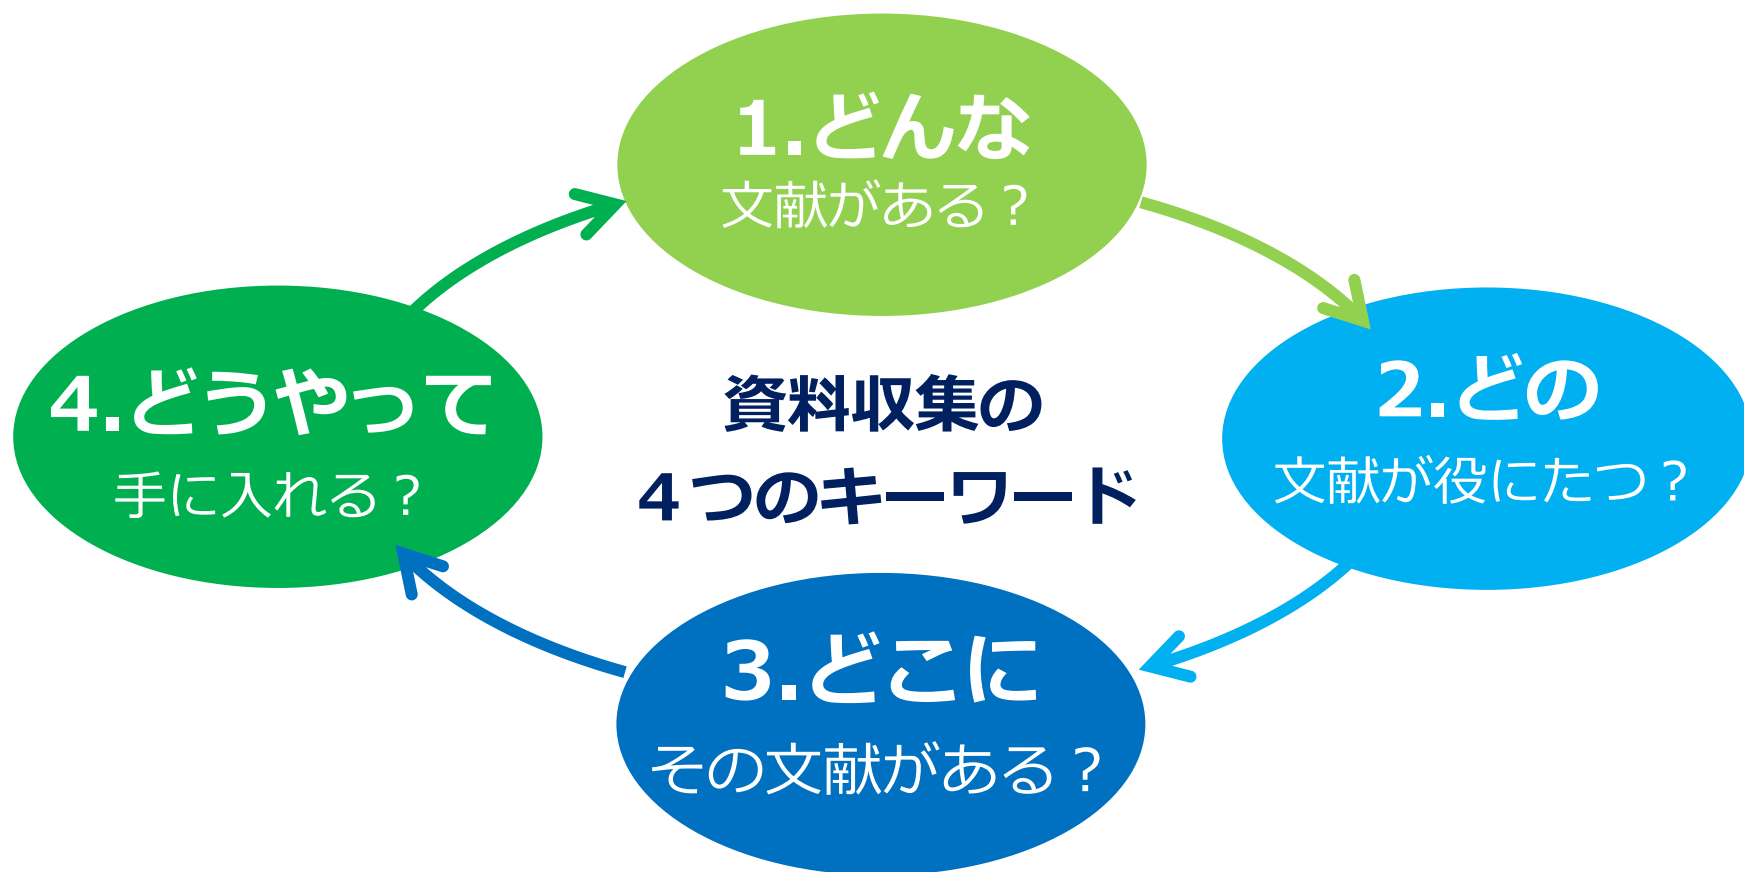 1.どんな
文献がある？
2.どの
文献が役にたつ？
3.どこに
その文献がある？
4.どうやって
手に入れる？
資料収集の
４つのキーワード